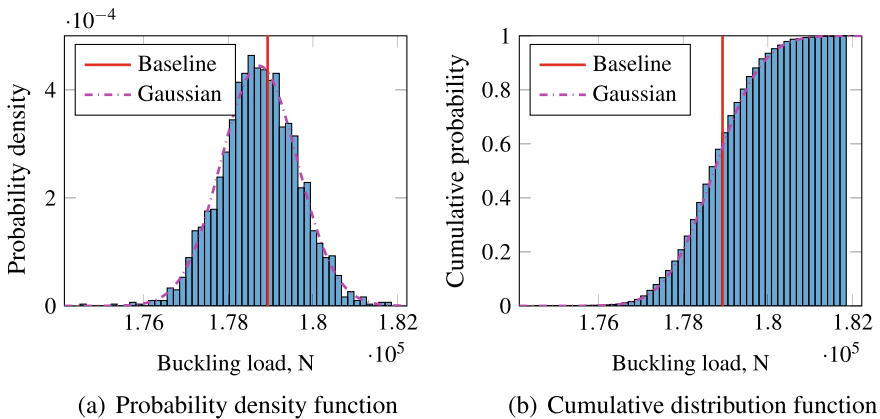 ·10⁻⁴
Baseline
Gaussian
Probability density
4
2
0
1.76 1.78 1.8 1.82
·10⁵
Buckling load, N
(a) Probability density function
Baseline
Gaussian
Cumulative probability
1
0.8
0.6
0.4
0.2
0
1.76 1.78 1.8 1.82
·10⁵
Buckling load, N
(b) Cumulative distribution function